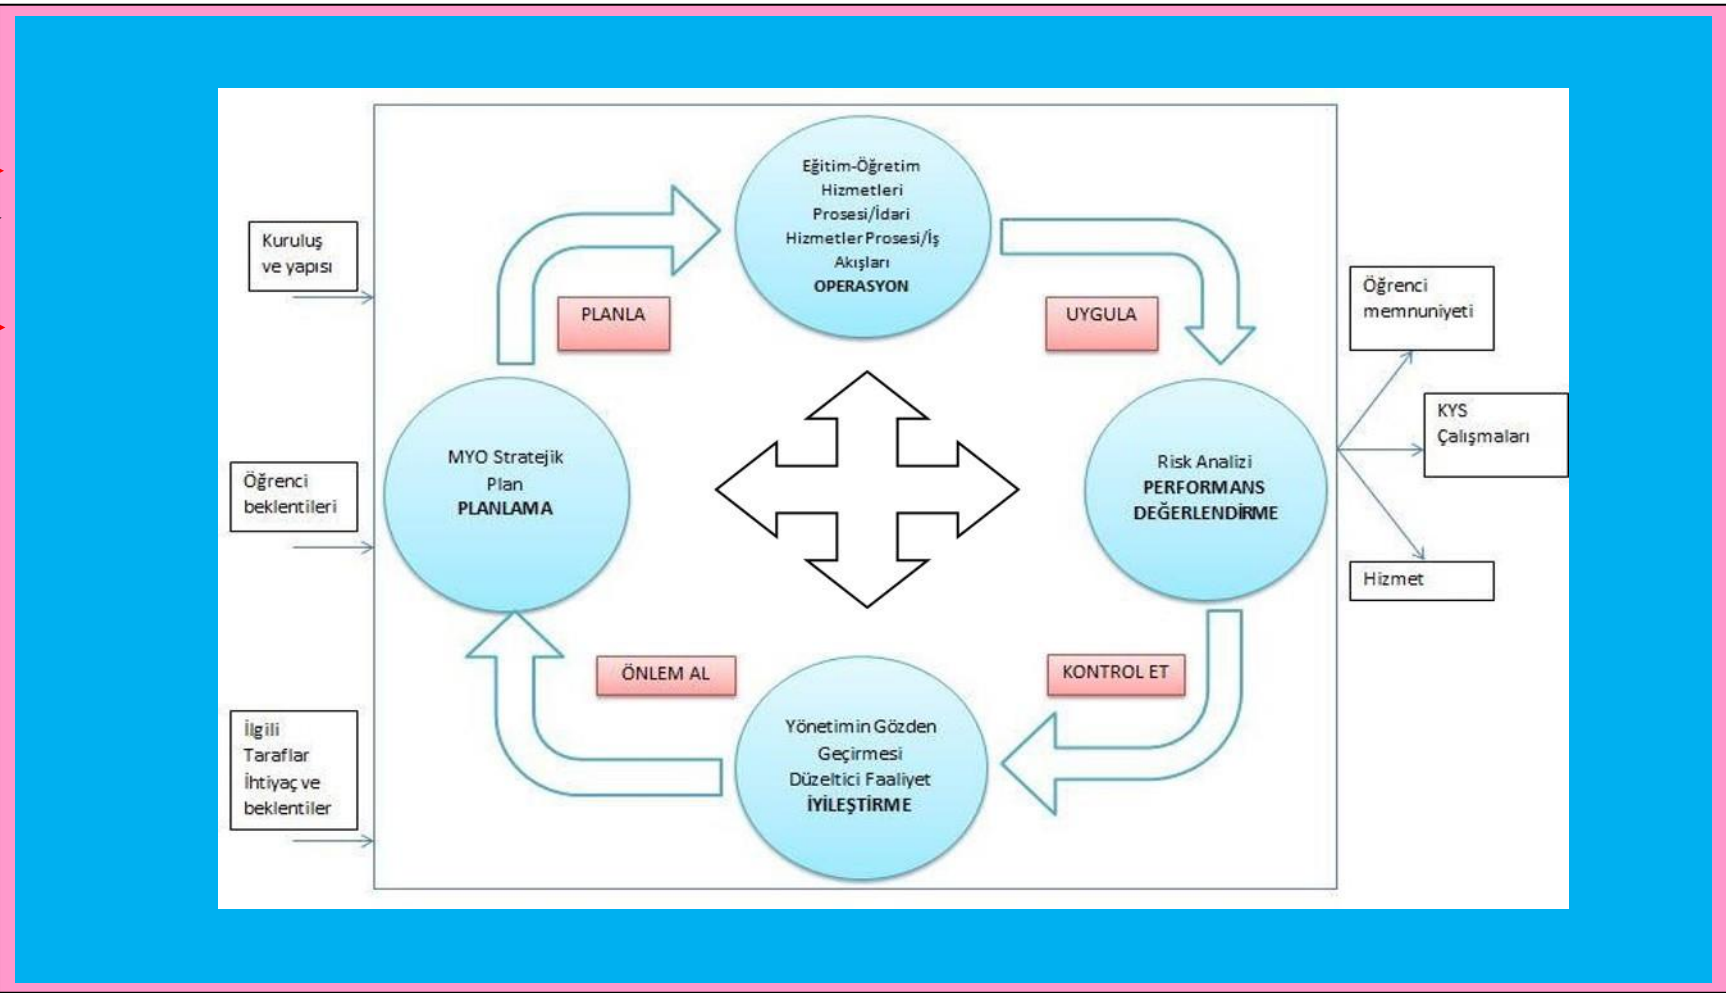 Eğitim-Öğretim
Hizmetleri
Prosesi/İdari
Hizmetler Prosesi/İş
Akışları
OPERASYON
Kuruluş
ve yapısı
PLANLA
UYGULA
Öğrenci
memnuniyeti
KYS
Çalışmaları
MYO Stratejik
Plan
PLANLAMA
Risk Analizi
PERFORMANS
DEĞERLENDİRME
Öğrenci
beklentileri
Hizmet
ÖNLEM AL
KONTROL ET
İlgili
Taraflar
İhtiyaç ve
beklentiler
Yönetimin Gözden
Geçirmesi
Düzeltici Faaliyet
İYİLEŞTİRME